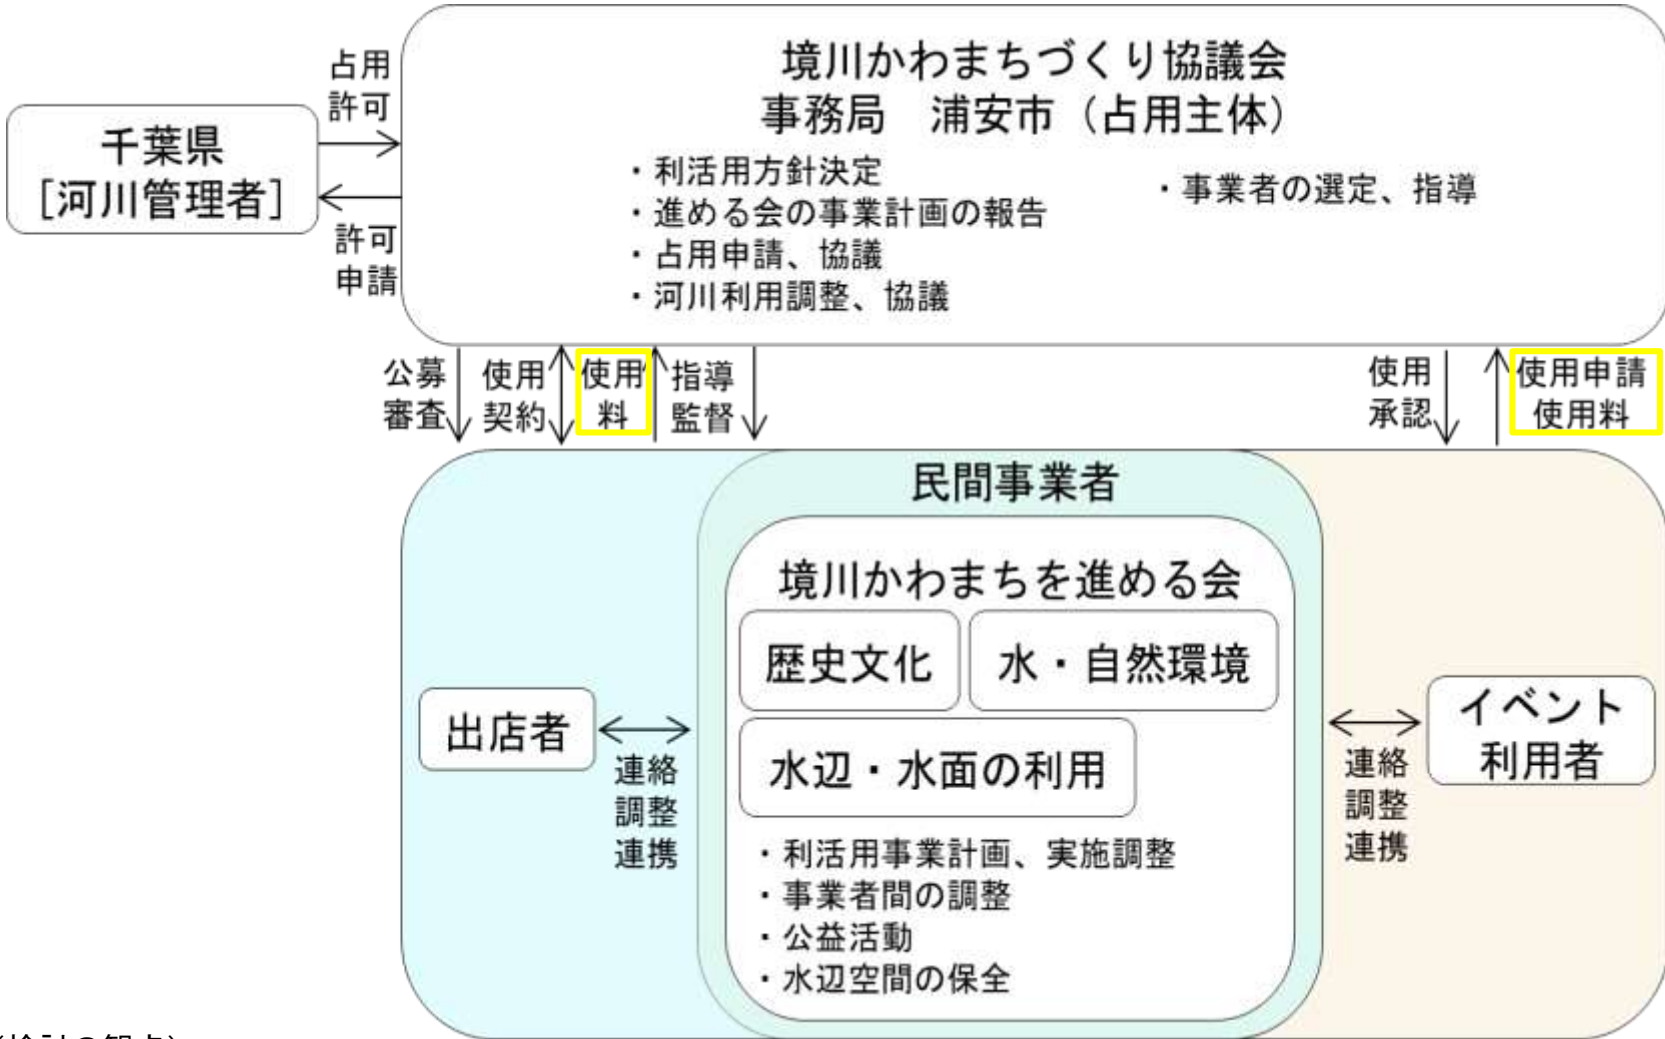 境川かわまちづくり協議会
事務局　浦安市（占用主体）
・利活用方針決定
・進める会の事業計画の報告
・占用申請、協議
・河川利用調整、協議
・事業者の選定、指導
占用
許可
千葉県
[河川管理者]
許可
申請
公募
審査
使用
契約
使用
料
指導
監督
使用
承認
使用申請
使用料
民間事業者
境川かわまちを進める会
歴史文化
水・自然環境
水辺・水面の利用
・利活用事業計画、実施調整
・事業者間の調整
・公益活動
・水辺空間の保全
出店者
連絡
調整
連携
イベント
利用者
連絡
調整
連携